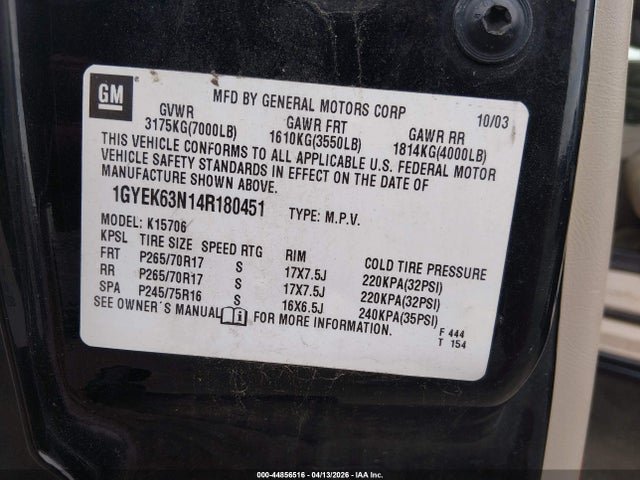 GM ®
MFD BY GENERAL MOTORS CORP 10/03
GVWR GAWR FRT GAWR RR
3175KG(7000LB) 1610KG(3550LB) 1814KG(4000LB)
THIS VEHICLE CONFORMS TO ALL APPLICABLE U.S. FEDERAL MOTOR
VEHICLE SAFETY STANDARDS IN EFFECT ON THE DATE OF
MANUFACTURE SHOWN ABOVE.
1GYEK63N14R180451 TYPE: M.P.V.
MODEL: K15706
KPSL TIRE SIZE SPEED RTG RIM COLD TIRE PRESSURE
FRT P265/70R17 S 17X7.5J 220KPA(32PSI)
RR P265/70R17 S 17X7.5J 220KPA(32PSI)
SPA P245/75R16 S 16X6.5J 240KPA(35PSI)
SEE OWNER'S MANUAL FOR MORE INFORMATION.
F 444
T 154
000-44856516 - 04/13/2026 - IAA Inc.